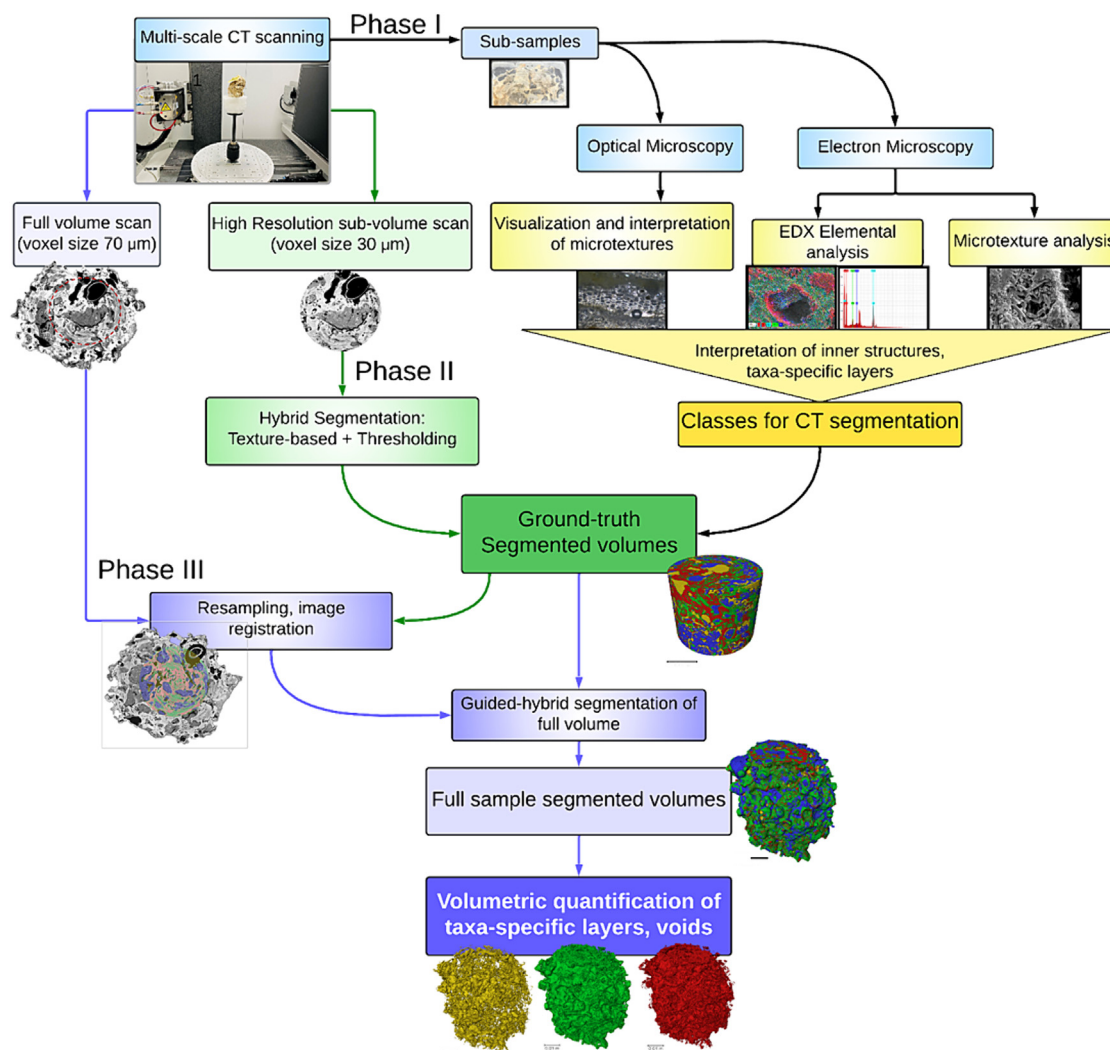 Multi-scale CT scanning
Phase I
Sub-samples
Optical Microscopy
Electron Microscopy
Full volume scan
(voxel size 70 µm)
High Resolution sub-volume scan
(voxel size 30 µm)
Visualization and interpretation
of microtextures
EDX Elemental
analysis
Microtexture analysis
Interpretation of inner structures,
taxa-specific layers
Phase II
Hybrid Segmentation:
Texture-based + Thresholding
Classes for CT segmentation
Ground-truth
Segmented volumes
Phase III
Resampling, image
registration
Guided-hybrid segmentation of
full volume
Full sample segmented volumes
Volumetric quantification of
taxa-specific layers, voids